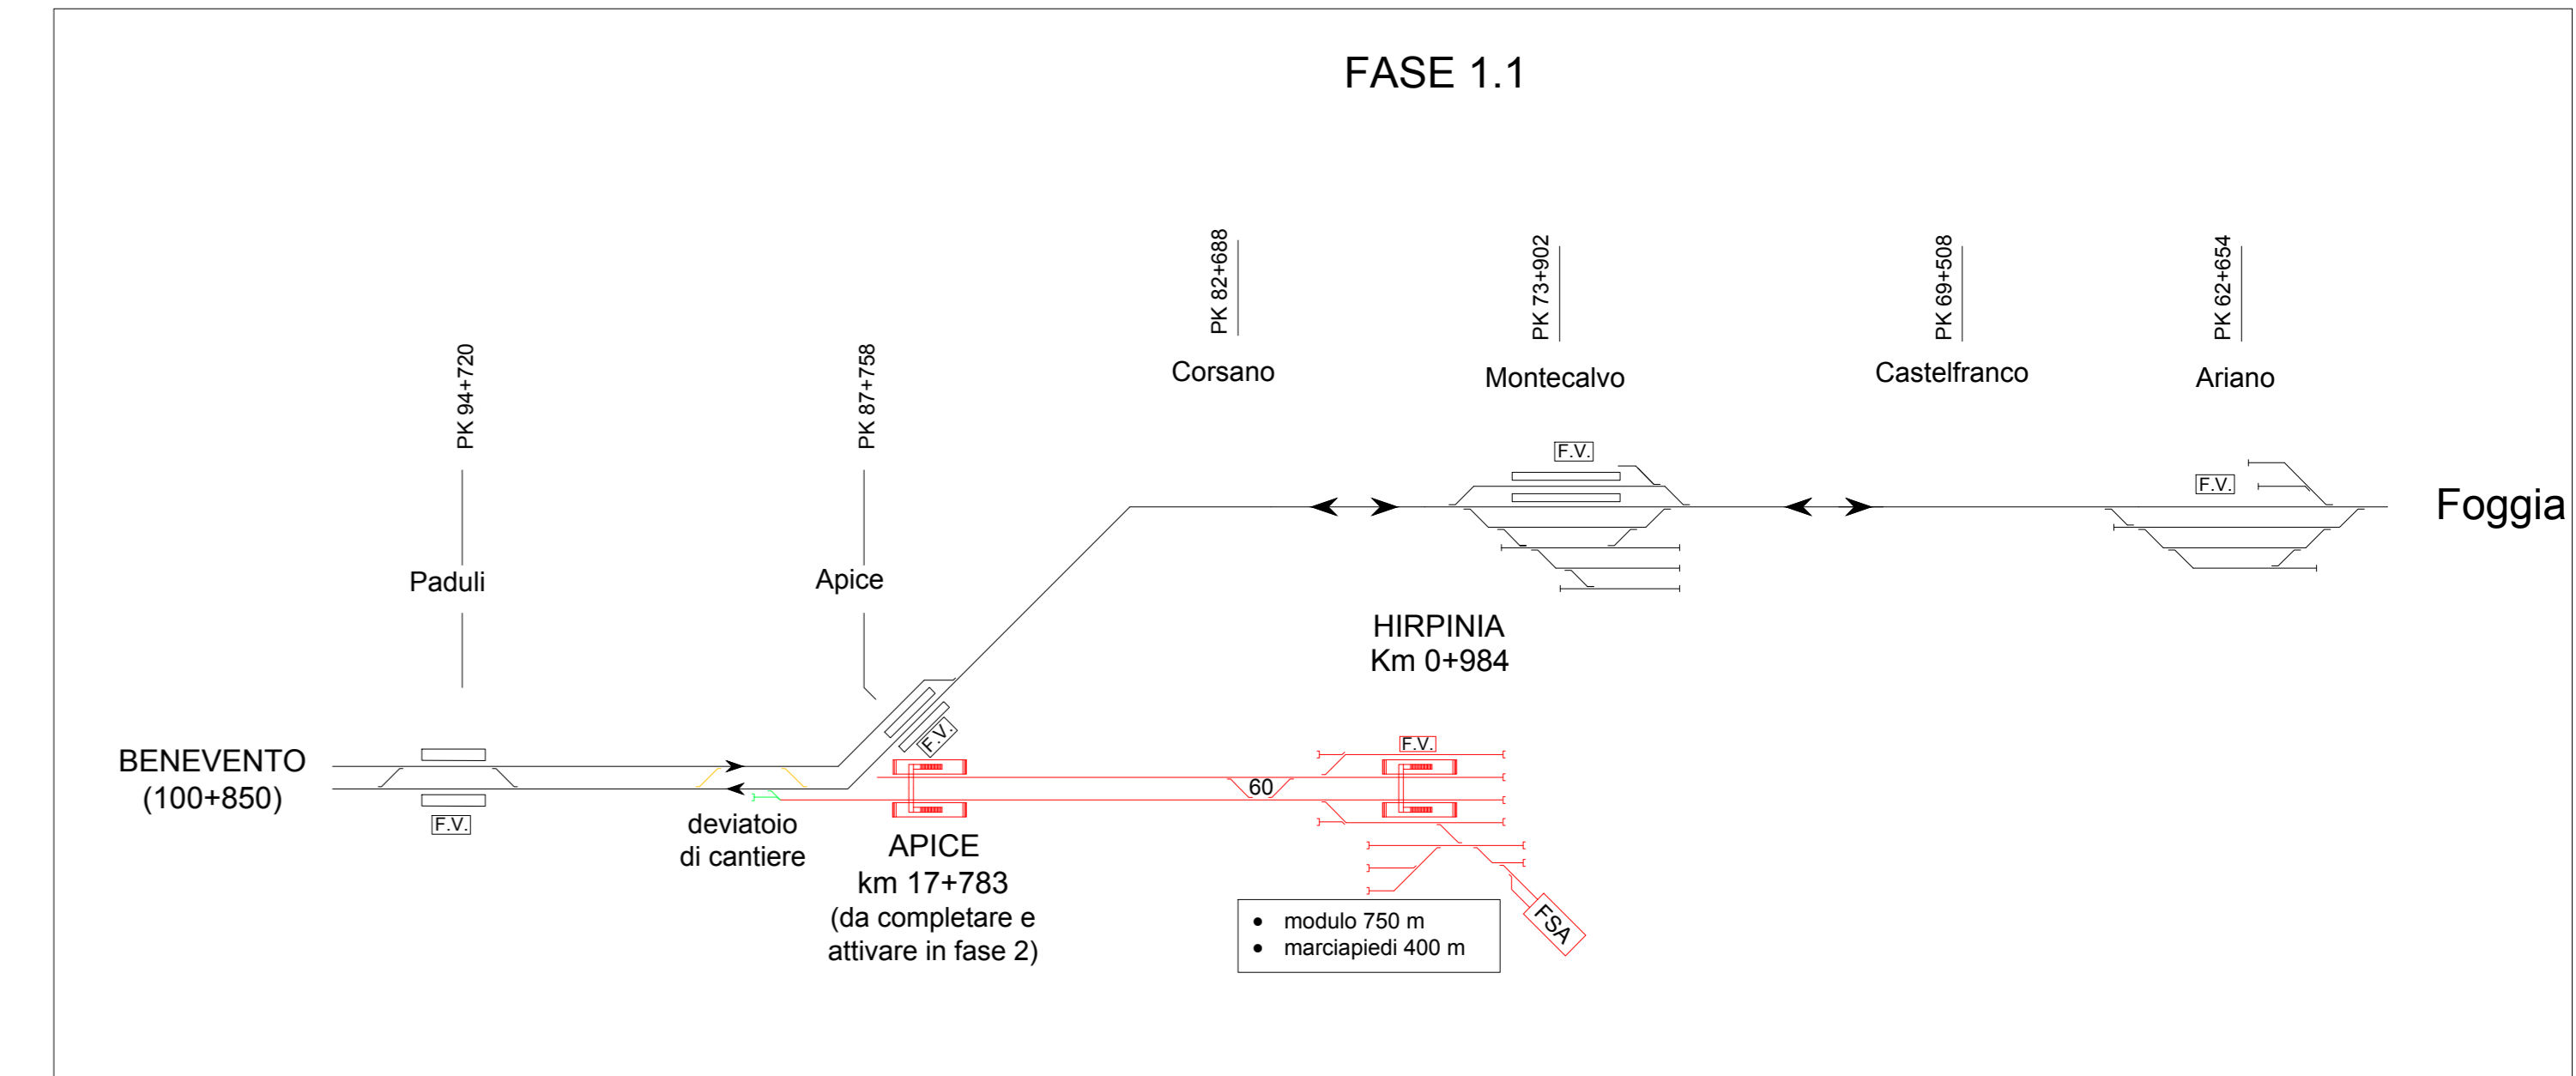 FASE 1.1
PK 94+720
PK 87+758
PK 82+688
PK 73+902
PK 69+508
PK 62+654
Corsano
Montecalvo
Castelfranco
Ariano
F.V.
F.V.
Foggia
Paduli
Apice
HIRPINIA
Km 0+984
BENEVENTO
(100+850)
F.V.
F.V.
F.V.
60
deviatoio
di cantiere
APICE
km 17+783
(da completare e
attivare in fase 2)
• modulo 750 m
• marciapiedi 400 m
FSA